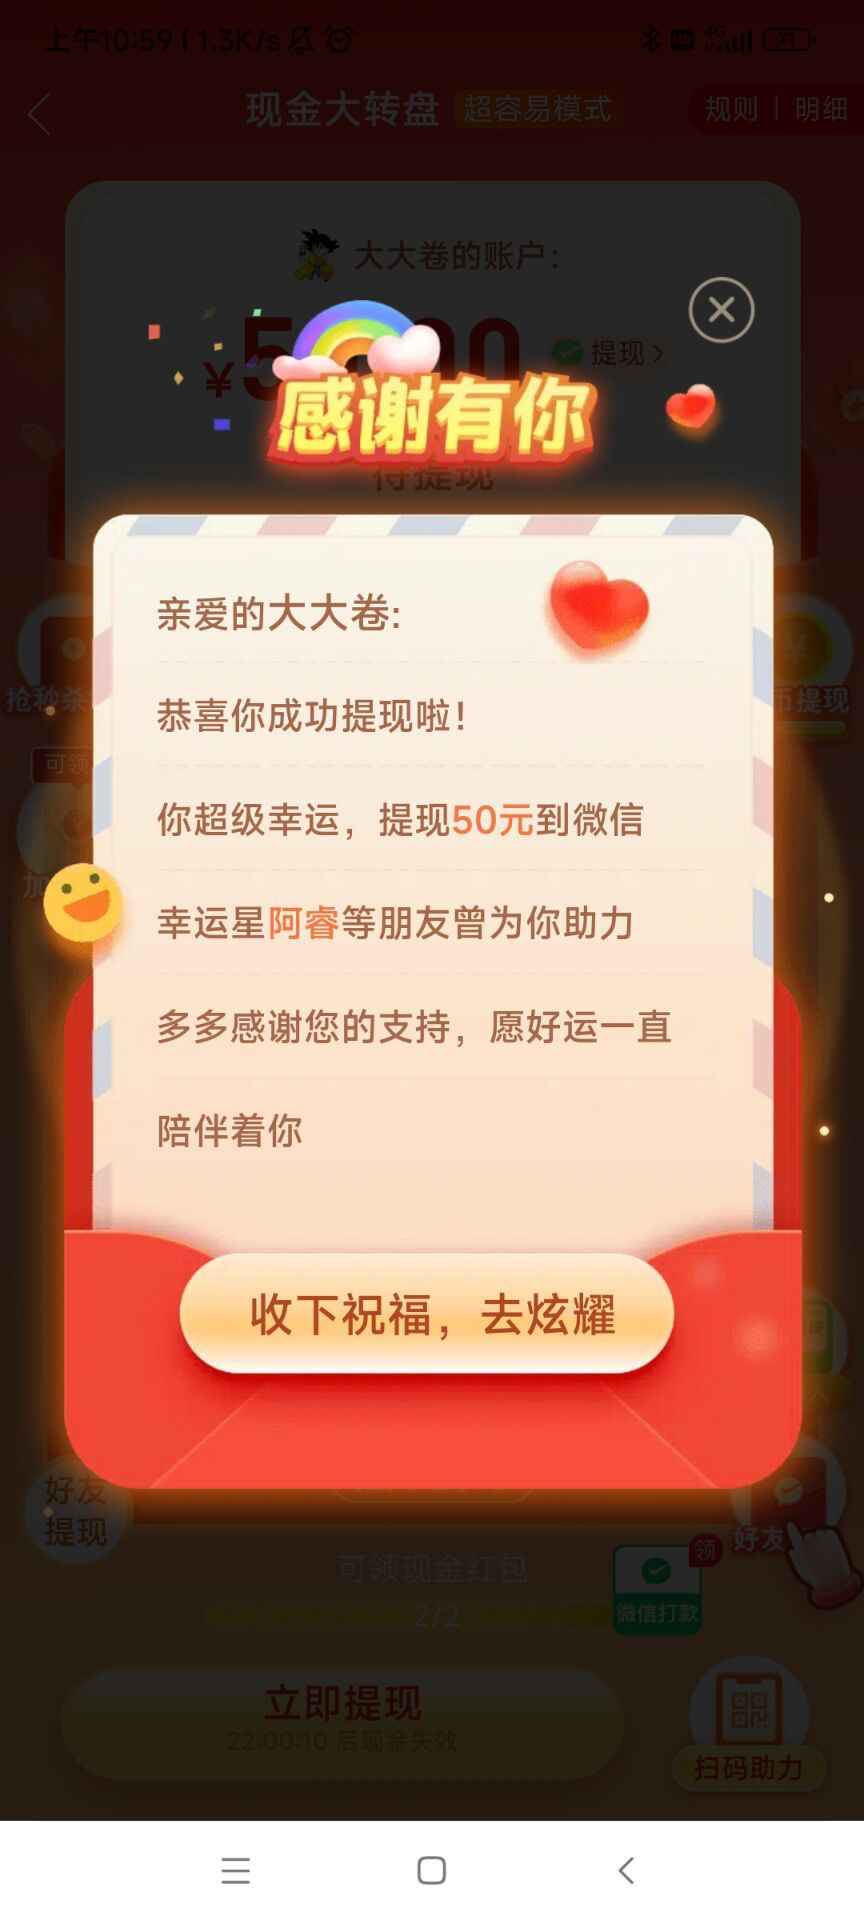 上午10:59 | 1.3K/s
4G
71
现金大转盘 超容易模式 规则 | 明细
大大卷的账户:
¥
提现 >
感谢有你
待提现
亲爱的大大卷:
恭喜你成功提现啦!
抢秒杀
币提现
可领
你超级幸运，提现50元到微信
幸运星阿睿等朋友曾为你助力
多多感谢您的支持，愿好运一直
陪伴着你
收下祝福，去炫耀
好友
提现
好友
可领现金红包
领
2/2
微信打款
立即提现
22:00:10 后现金失效
扫码助力